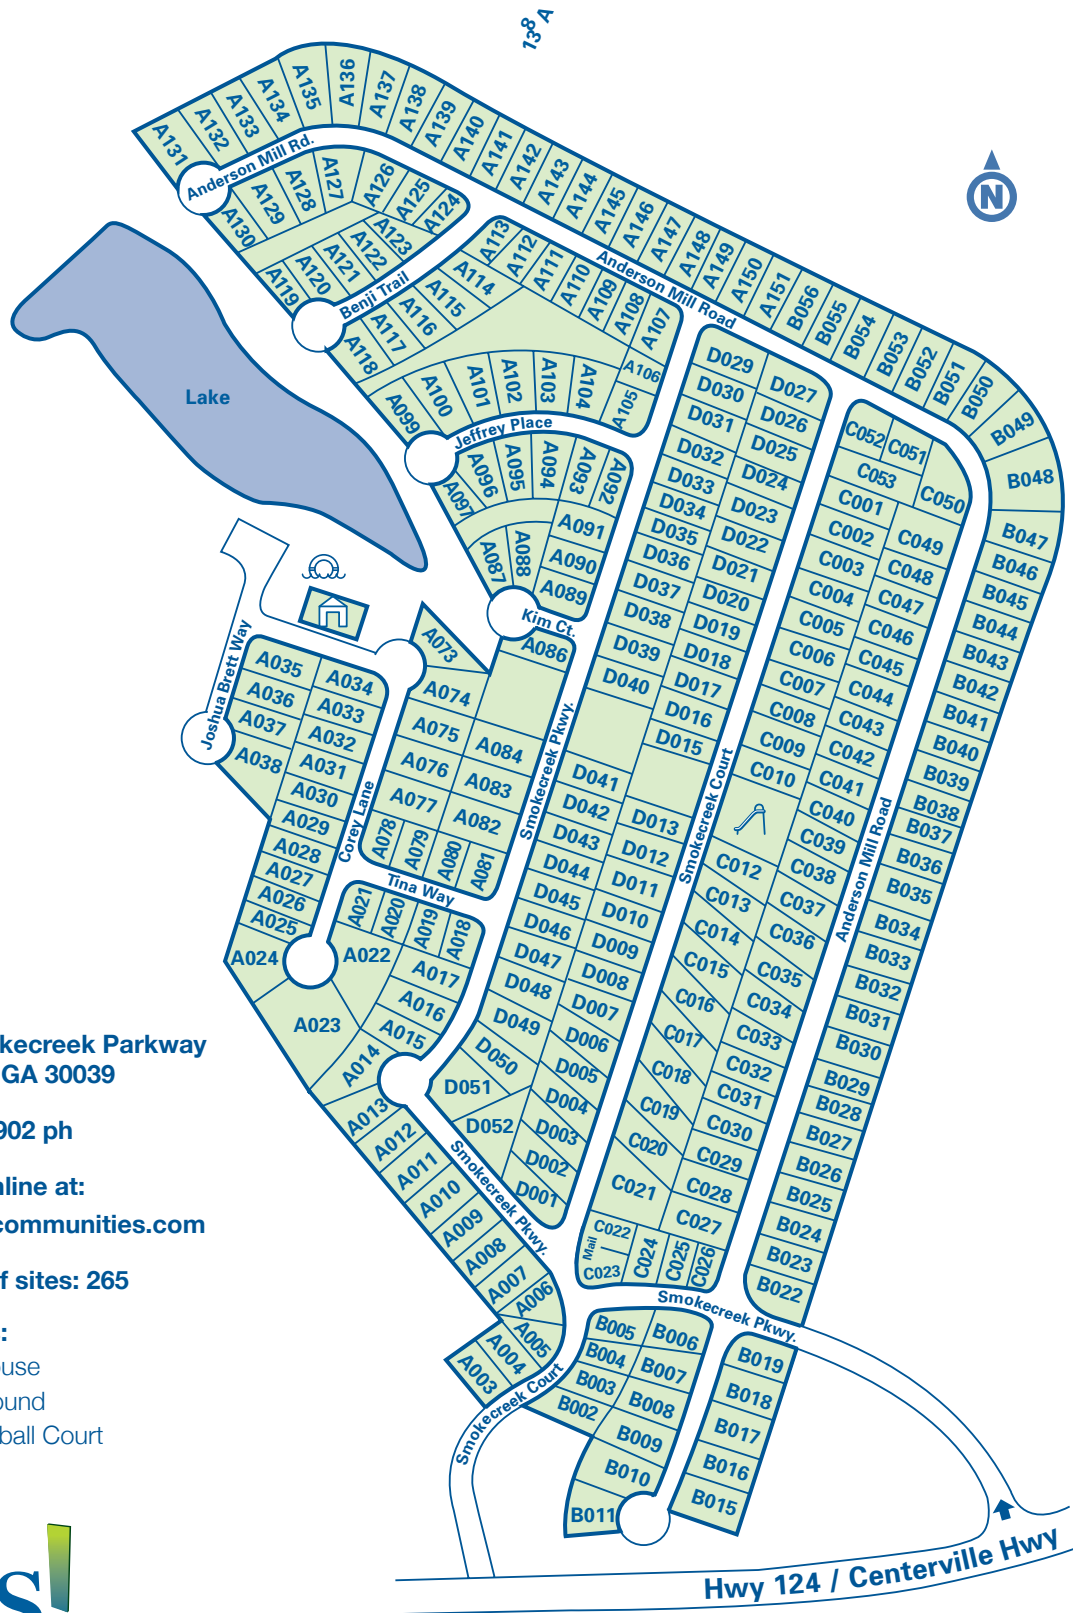 138 A
A131
A132
A133
A134
A135
A136
A137
A138
A139
A140
A141
A142
A143
A144
A145
A146
A147
A148
A149
A150
A151
B056
B055
B054
B053
B052
B051
B050
B049
B048
B047
B046
B045
B044
B043
B042
B041
B040
B039
B038
B037
B036
B035
B034
B033
B032
B031
B030
B029
B028
B027
B026
B025
B024
B023
B022
N
Anderson Mill Rd.
A130
A129
A128
A127
A126
A125
A124
A123
A122
A121
A120
A119
Benji Trail
A118
A117
A116
A115
A114
A113
A112
A111
A110
A109
A108
A107
A106
A105
A104
A103
A102
A101
A100
A099
Anderson Mill Road
Lake
Jeffrey Place
A097
A096
A095
A094
A093
A092
A091
A090
A089
A088
A087
Kim Ct.
A086
D029
D030
D031
D032
D033
D034
D035
D036
D037
D038
D039
D040
D027
D026
D025
D024
D023
D022
D021
D020
D019
D018
D017
D016
D015
C052
C051
C053
C050
C001
C002
C003
C004
C005
C006
C007
C008
C009
C010
C049
C048
C047
C046
C045
C044
C043
C042
C041
C040
C039
C038
C037
C036
C035
C034
C033
C032
C031
C030
C029
C028
C027
C012
C013
C014
C015
C016
C017
C018
C019
C020
C021
C022
Mail
C023
C024
C025
C026
Anderson Mill Road
Smokecreek Court
Smokecreek Pkwy.
Joshua Brett Way
A035
A036
A037
A038
A034
A033
A032
A031
A030
A029
A028
A027
A026
A025
A024
A023
A022
Corey Lane
A073
A074
A075
A076
A077
A078
A079
A080
A081
A084
A083
A082
Tina Way
A021
A020
A019
A018
A017
A016
A015
A014
A013
A012
A011
A010
A009
A008
A007
A006
A005
A004
A003
D041
D042
D043
D044
D045
D046
D047
D048
D049
D050
D051
D052
D013
D012
D011
D010
D009
D008
D007
D006
D005
D004
D003
D002
D001
Smokecreek Pkwy.
Smokecreek Pkwy.
Smokecreek Court
B005
B004
B003
B002
B006
B007
B008
B009
B010
B011
B019
B018
B017
B016
B015
Hwy 124 / Centerville Hwy
kecreek Parkway
GA 30039
902 ph
nline at:
communities.com
f sites: 265
:
ouse
ound
ball Court
s